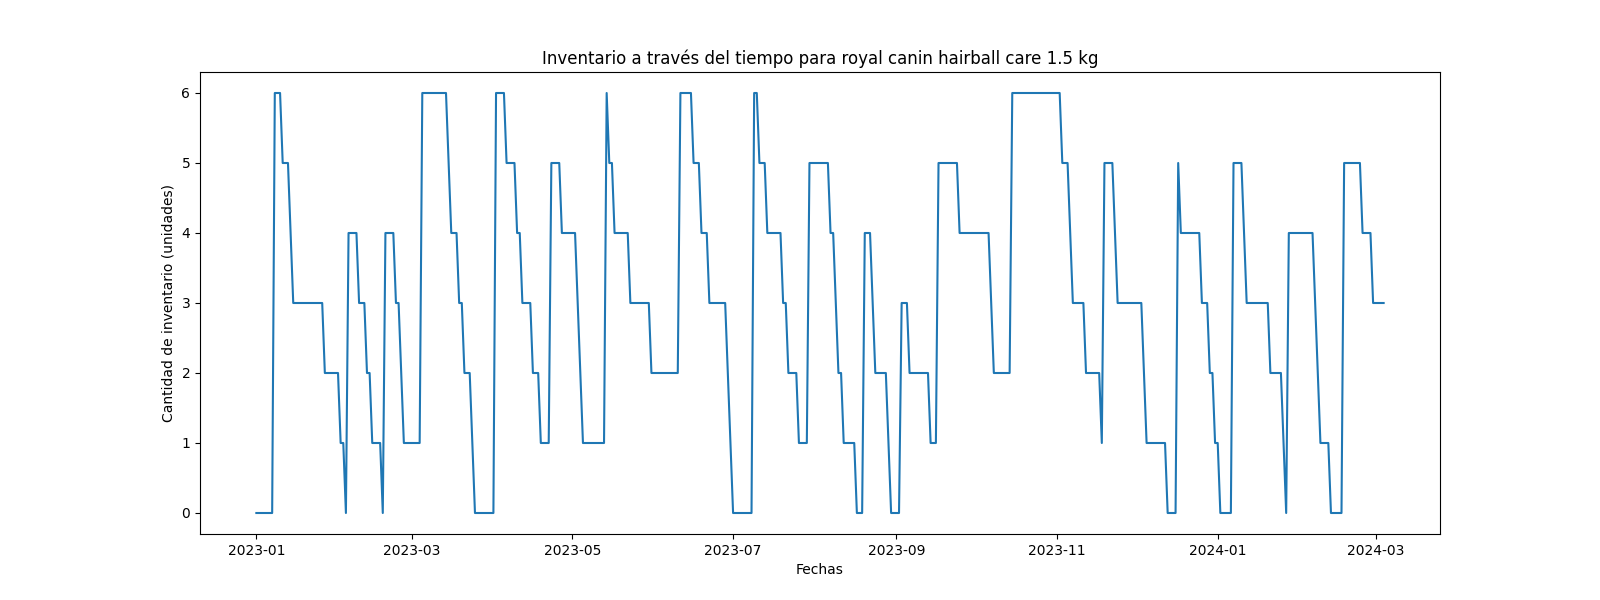 Inventario a través del tiempo para royal canin hairball care 1.5 kg
Cantidad de inventario (unidades)
6
5
4
3
2
1
0
2023-01 2023-03 2023-05 2023-07 2023-09 2023-11 2024-01 2024-03
Fechas